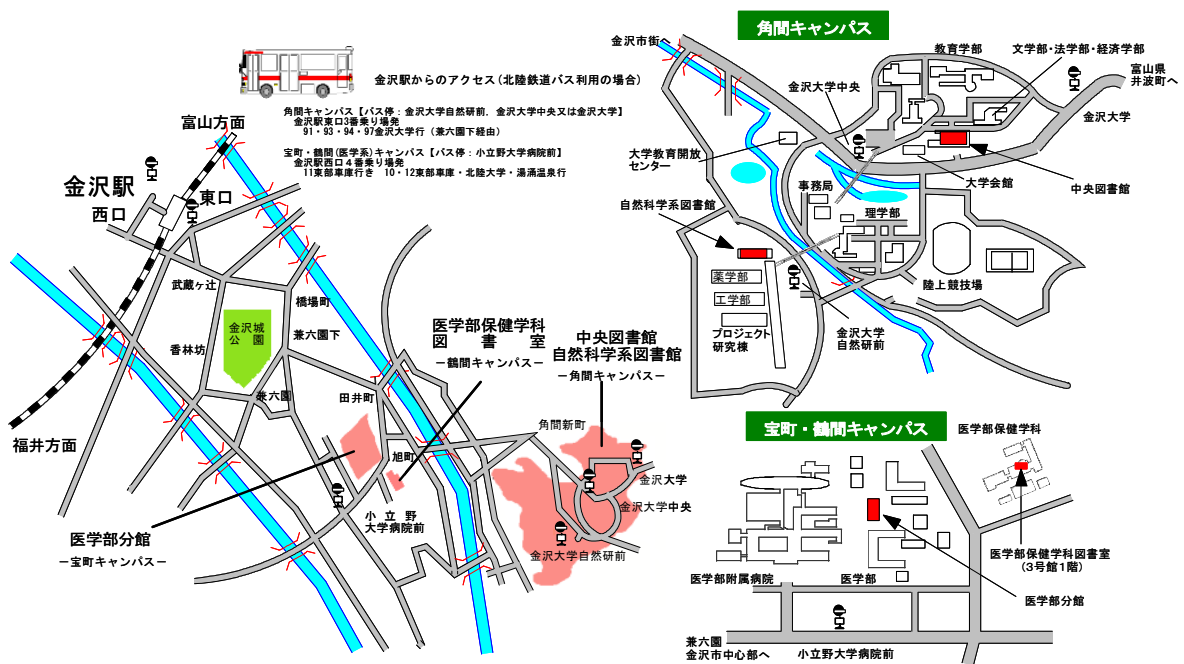 金沢駅からのアクセス(北陸鉄道バス利用の場合)
角間キャンパス【バス停:金沢大学自然研前,金沢大学中央又は金沢大学】
金沢駅東口3番乗り場発
91・93・94・97金沢大学行(兼六園下経由)
宝町・鶴間(医学系)キャンパス【バス停:小立野大学病院前】
金沢駅西口4番乗り場発
11東部車庫行き 10・12東部車庫・北陸大学・湯涌温泉行
富山方面
金沢駅
西口
東口
武蔵ヶ辻
橋場町
金沢城
公園
兼六園下
香林坊
兼六園
田井町
福井方面
医学部保健学科
図書室
-鶴間キャンパス-
中央図書館
自然科学系図書館
-角間キャンパス-
角間新町
旭町
金沢大学
金沢大学中央
小立野
大学病院前
金沢大学自然研前
医学部分館
-宝町キャンパス-
角間キャンパス
金沢市街
教育学部
文学部・法学部・経済学部
富山県
井波町へ
金沢大学中央
金沢大学
大学教育開放
センター
大学会館
中央図書館
事務局
自然科学系図書館
理学部
薬学部
工学部
プロジェクト
研究棟
金沢大学
自然研前
陸上競技場
宝町・鶴間キャンパス
医学部保健学科
医学部保健学科図書室
(3号館1階)
医学部附属病院
医学部
医学部分館
兼六園
金沢市中心部へ
小立野大学病院前